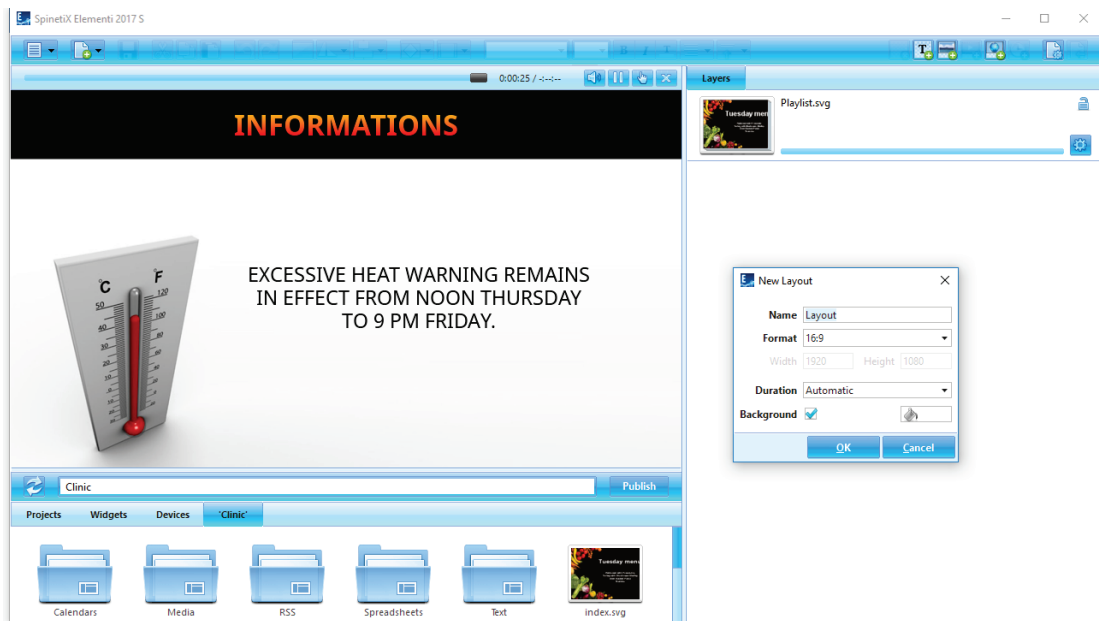 SpinetiX Elementi 2017 S
B I T
T
0:00:25 / -:--:--
Layers
INFORMATIONS
Tuesday men
Playlist.svg
°C
°F
50
120
40
100
30
80
20
60
10
40
EXCESSIVE HEAT WARNING REMAINS
IN EFFECT FROM NOON THURSDAY
TO 9 PM FRIDAY.
New Layout
Name Layout
Format 16:9
Width 1920 Height 1080
Duration Automatic
Background
OK Cancel
Clinic
Publish
Projects Widgets Devices 'Clinic'
Tuesday menu
Calendars Media RSS Spreadsheets Text index.svg